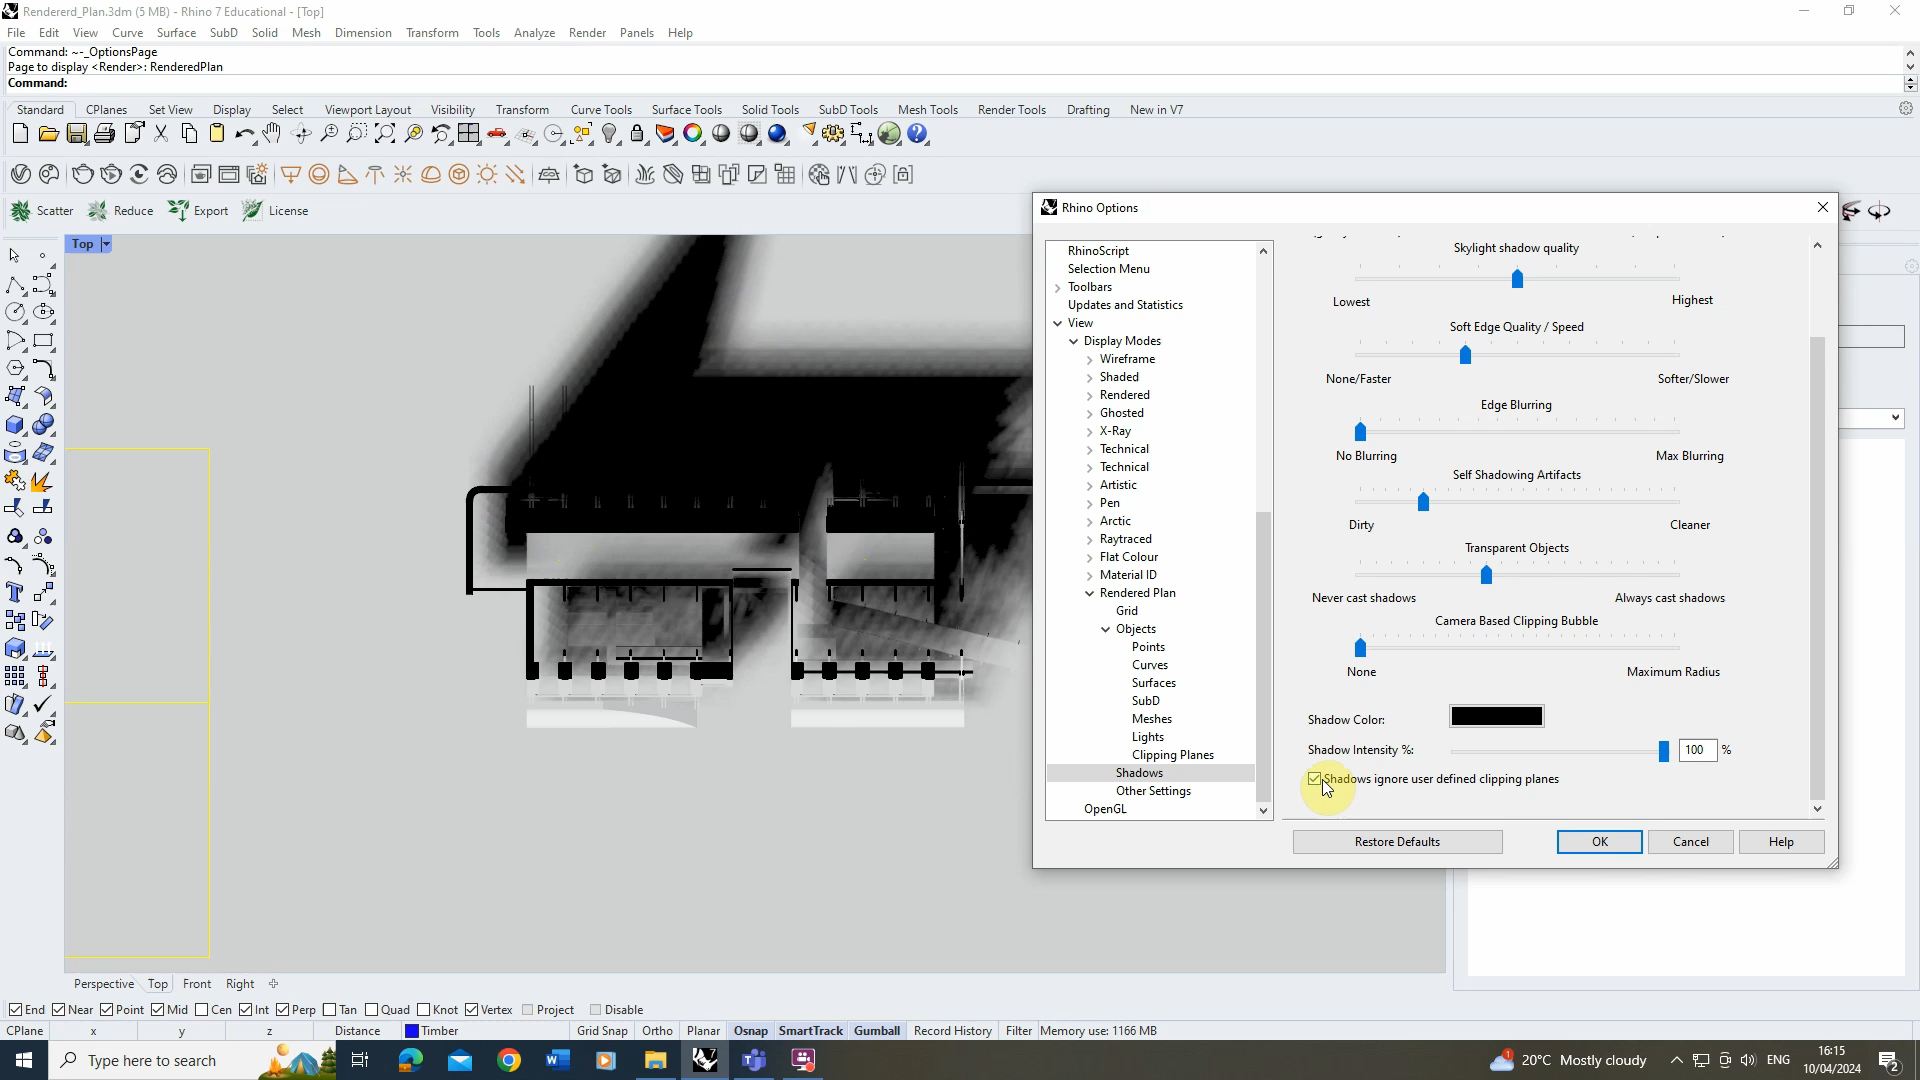 Rendererd_Plan.3dm (5 MB) - Rhino 7 Educational - [Top]
File Edit View Curve Surface SubD Solid Mesh Dimension Transform Tools Analyze Render Panels Help
Command: ~-_OptionsPage
Page to display <Render>: RenderedPlan
Command:
Standard CPlanes Set View Display Select Viewport Layout Visibility Transform Curve Tools Surface Tools Solid Tools SubD Tools Mesh Tools Render Tools Drafting New in V7
Scatter Reduce Export License
Top
Rhino Options
RhinoScript
Selection Menu
Toolbars
Updates and Statistics
View
Display Modes
Wireframe
Shaded
Rendered
Ghosted
X-Ray
Technical
Technical
Artistic
Pen
Arctic
Raytraced
Flat Colour
Material ID
Rendered Plan
Grid
Objects
Points
Curves
Surfaces
SubD
Meshes
Lights
Clipping Planes
Shadows
Other Settings
OpenGL
Skylight shadow quality
Lowest Highest
Soft Edge Quality / Speed
None/Faster Softer/Slower
Edge Blurring
No Blurring Max Blurring
Self Shadowing Artifacts
Dirty Cleaner
Transparent Objects
Never cast shadows Always cast shadows
Camera Based Clipping Bubble
None Maximum Radius
Shadow Color:
Shadow Intensity %: 100 %
Shadows ignore user defined clipping planes
Restore Defaults OK Cancel Help
Perspective Top Front Right
End Near Point Mid Cen Int Perp Tan Quad Knot Vertex Project Disable
CPlane x y z Distance Timber Grid Snap Ortho Planar Osnap SmartTrack Gumball Record History Filter Memory use: 1166 MB
Type here to search
20°C Mostly cloudy
ENG
16:15
10/04/2024
2